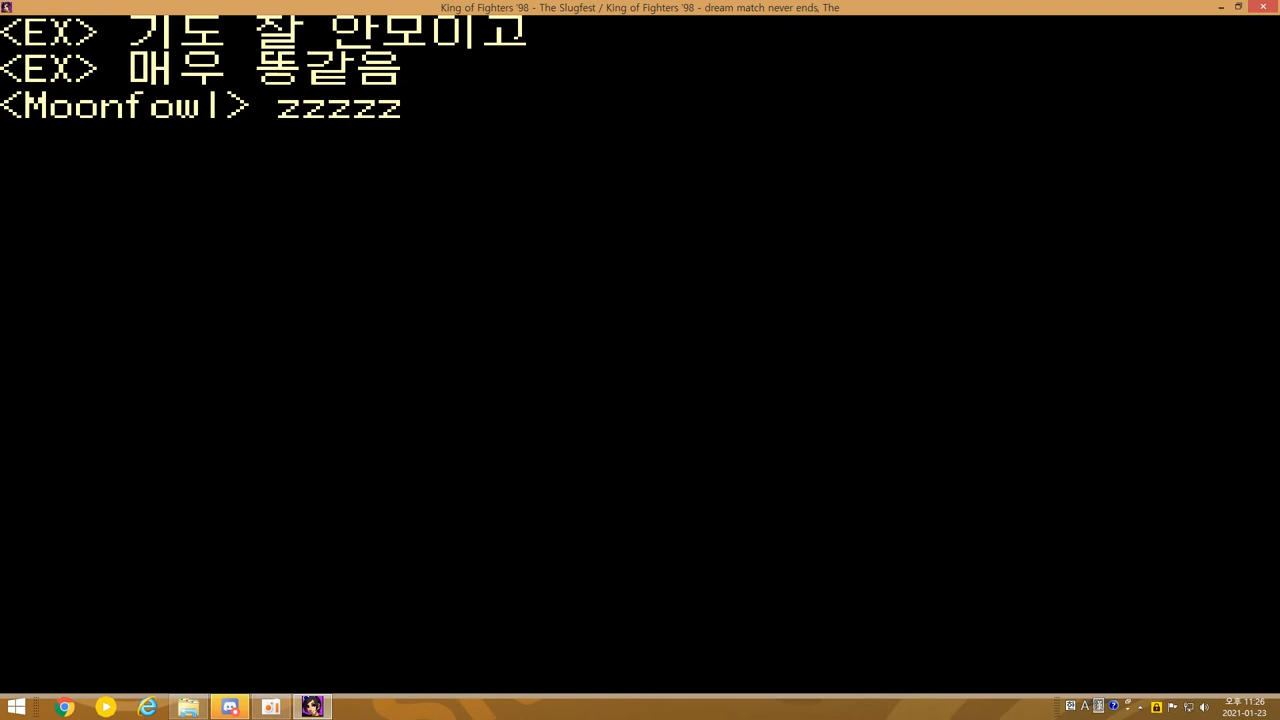 King of Fighters '98 - The Slugfest / King of Fighters '98 - dream match never ends, The
<EX> 기도 잘 안모이고
<EX> 매우 똥같음
<Moonfowl> zzzzz
오후 11:26
2021-01-23